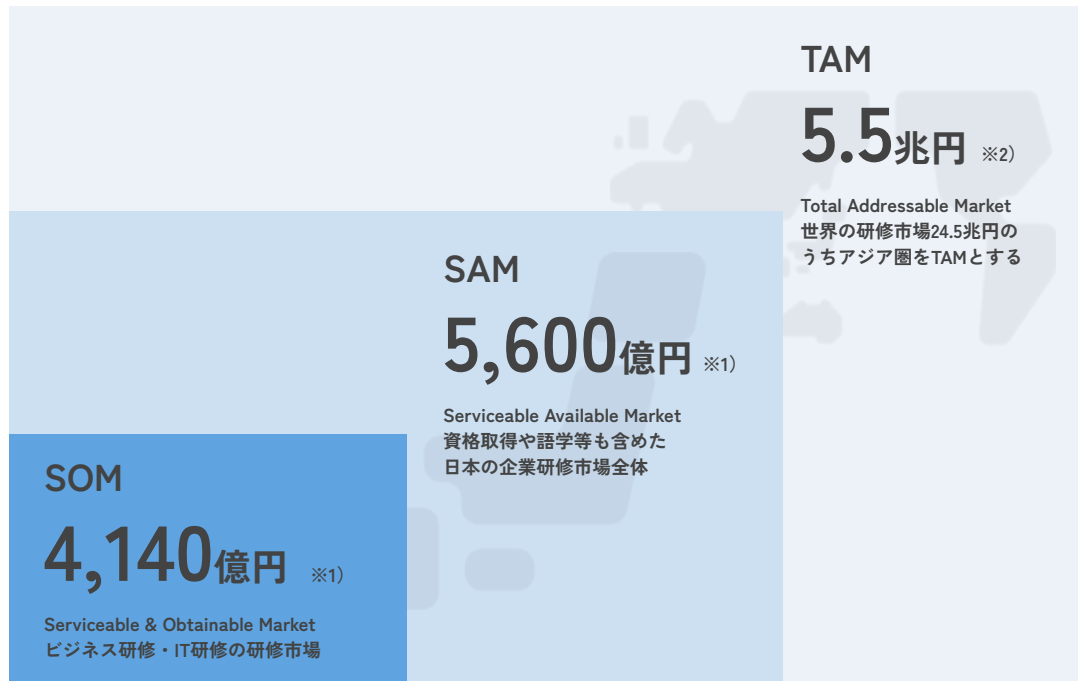 TAM
5.5兆円 ※2）
Total Addressable Market
世界の研修市場24.5兆円の
うちアジア圏をTAMとする
SAM
5,600億円 ※1）
Serviceable Available Market
資格取得や語学等も含めた
日本の企業研修市場全体
SOM
4,140億円 ※1）
Serviceable & Obtainable Market
ビジネス研修・IT研修の研修市場